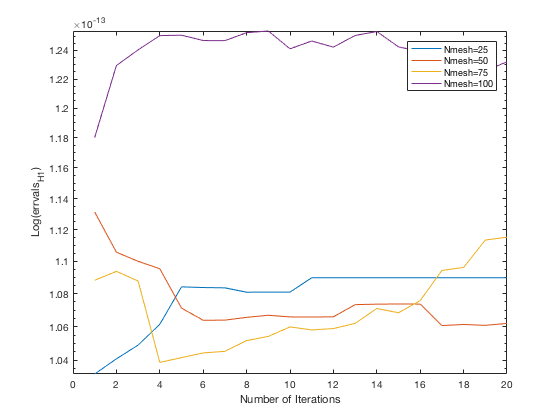 ×10-13
1.24
1.22
1.2
1.18
1.16
1.14
1.12
1.1
1.08
1.06
1.04
Log(errvalsH1)
Nmesh=25
Nmesh=50
Nmesh=75
Nmesh=100
0 2 4 6 8 10 12 14 16 18 20
Number of Iterations